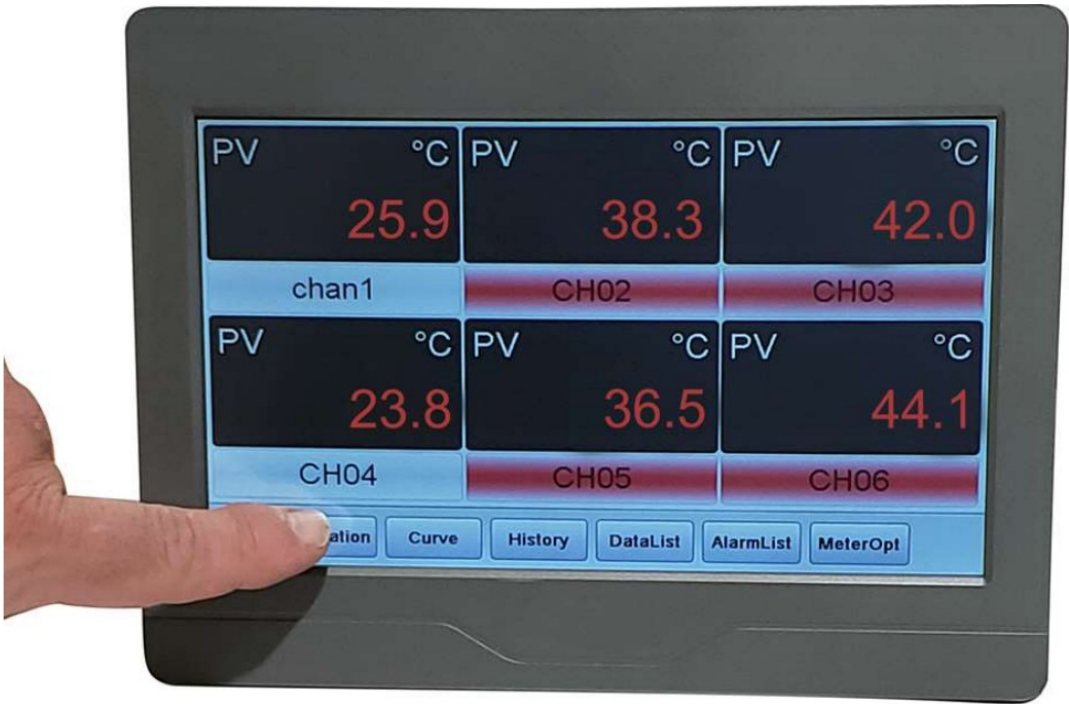 PV °C PV °C PV °C
25.9 38.3 42.0
chan1 CH02 CH03
PV °C PV °C PV °C
23.8 36.5 44.1
CH04 CH05 CH06
Curve History DataList AlarmList MeterOpt